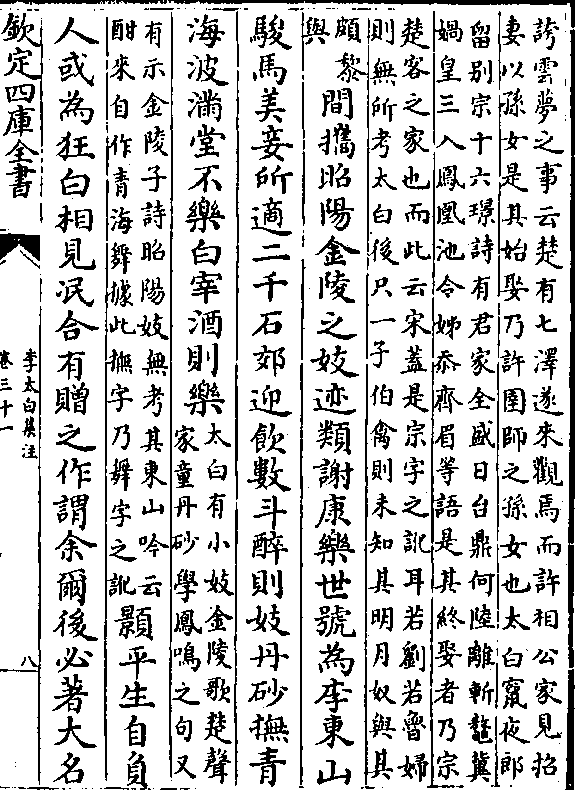 誇雲夢之事云楚有七澤遂來觀焉而許相公家見招
妻以孫女是其始娶乃許圉師之孫女也太白竄夜郎
留别宗十六璟詩有君家全盛日台鼎何陸離斬鼇冀
媧皇三入鳳凰池令姊忝齊眉等語是其終娶者乃宗
楚客之家也而此云宋蓋是宗字之訛耳若劉若魯婦
則無所考太白後只一子伯禽則未知其明月奴與其
頗黎
與
間攜昭陽金陵之妓迹類謝康樂世號為李東山
駿馬美妾所適二千石郊迎飲數斗醉則妓丹砂撫青
海波滿堂不樂白宰酒則樂
太白有小妓金陵歌楚聲
家童丹砂學鳳鳴之句又
有示金陵子詩昭陽妓無考其東山吟云
酣來自作青海舞據此撫字乃舞字之訛
顥平生自負
人或為狂白相見泯合有贈之作謂余爾後必著大名
欽定四庫全書
李太白集注
卷三十一
八